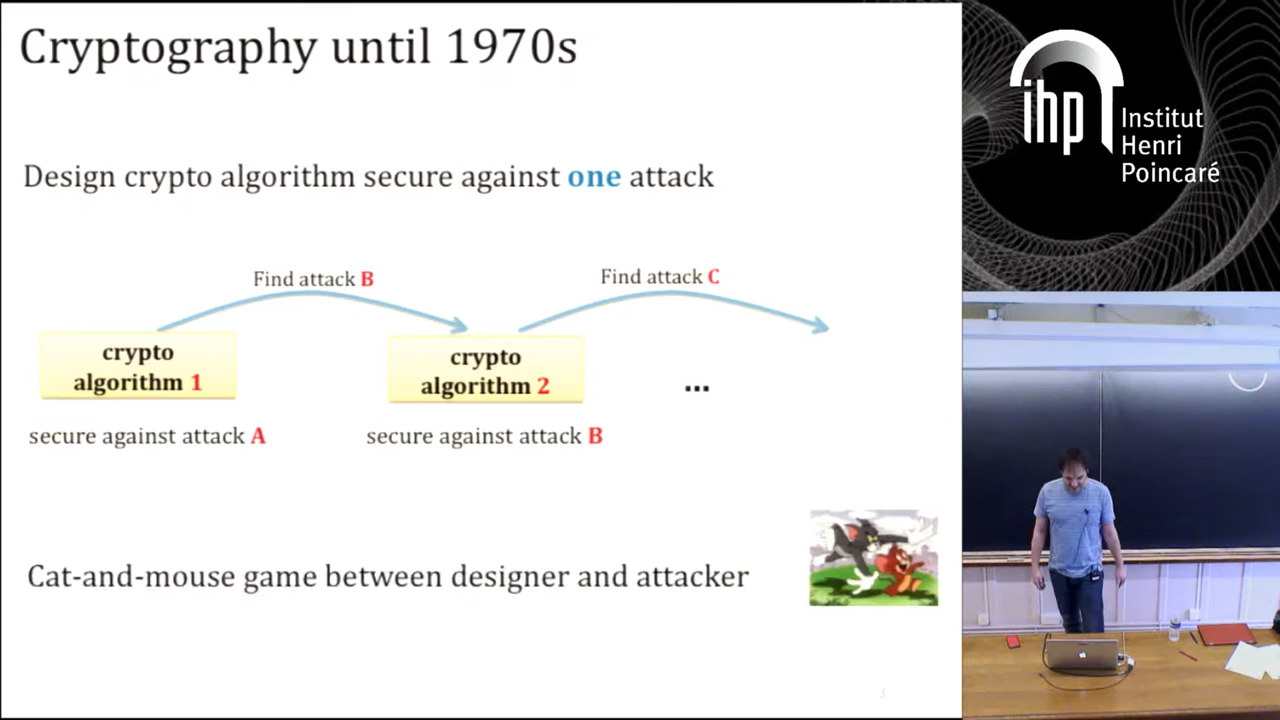 Cryptography until 1970s
Design crypto algorithm secure against one attack
Find attack B
Find attack C
crypto
algorithm 1
crypto
algorithm 2
...
secure against attack A
secure against attack B
Cat-and-mouse game between designer and attacker
3
ihp
Institut
Henri
Poincaré